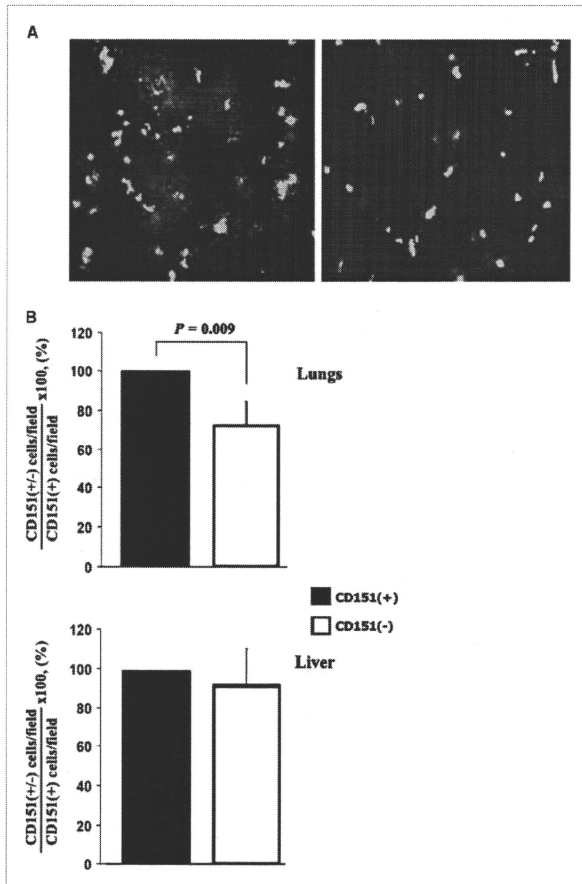 A
B
P = 0.009
120
100
80
60
40
20
0
CD151(+/-) cells/field
CD151(+) cells/field
x100, (%)
Lungs
CD151(+)
CD151(-)
120
100
80
60
40
20
0
CD151(+/-) cells/field
CD151(+) cells/field
x100, (%)
Liver